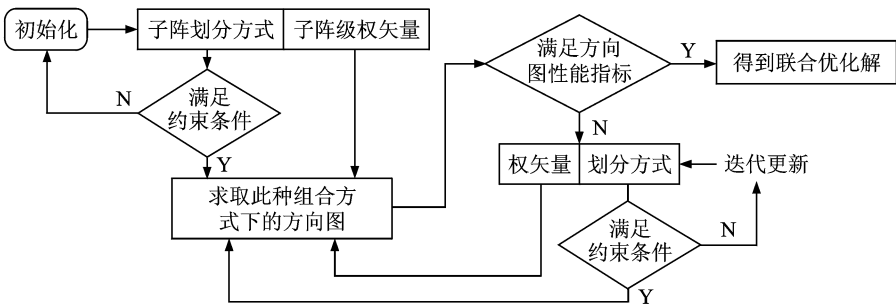 初始化
子阵划分方式
子阵级权矢量
满足
约束条件
N
Y
求取此种组合方
式下的方向图
满足方向
图性能指标
Y
得到联合优化解
N
权矢量
划分方式
迭代更新
满足
约束条件
N
Y